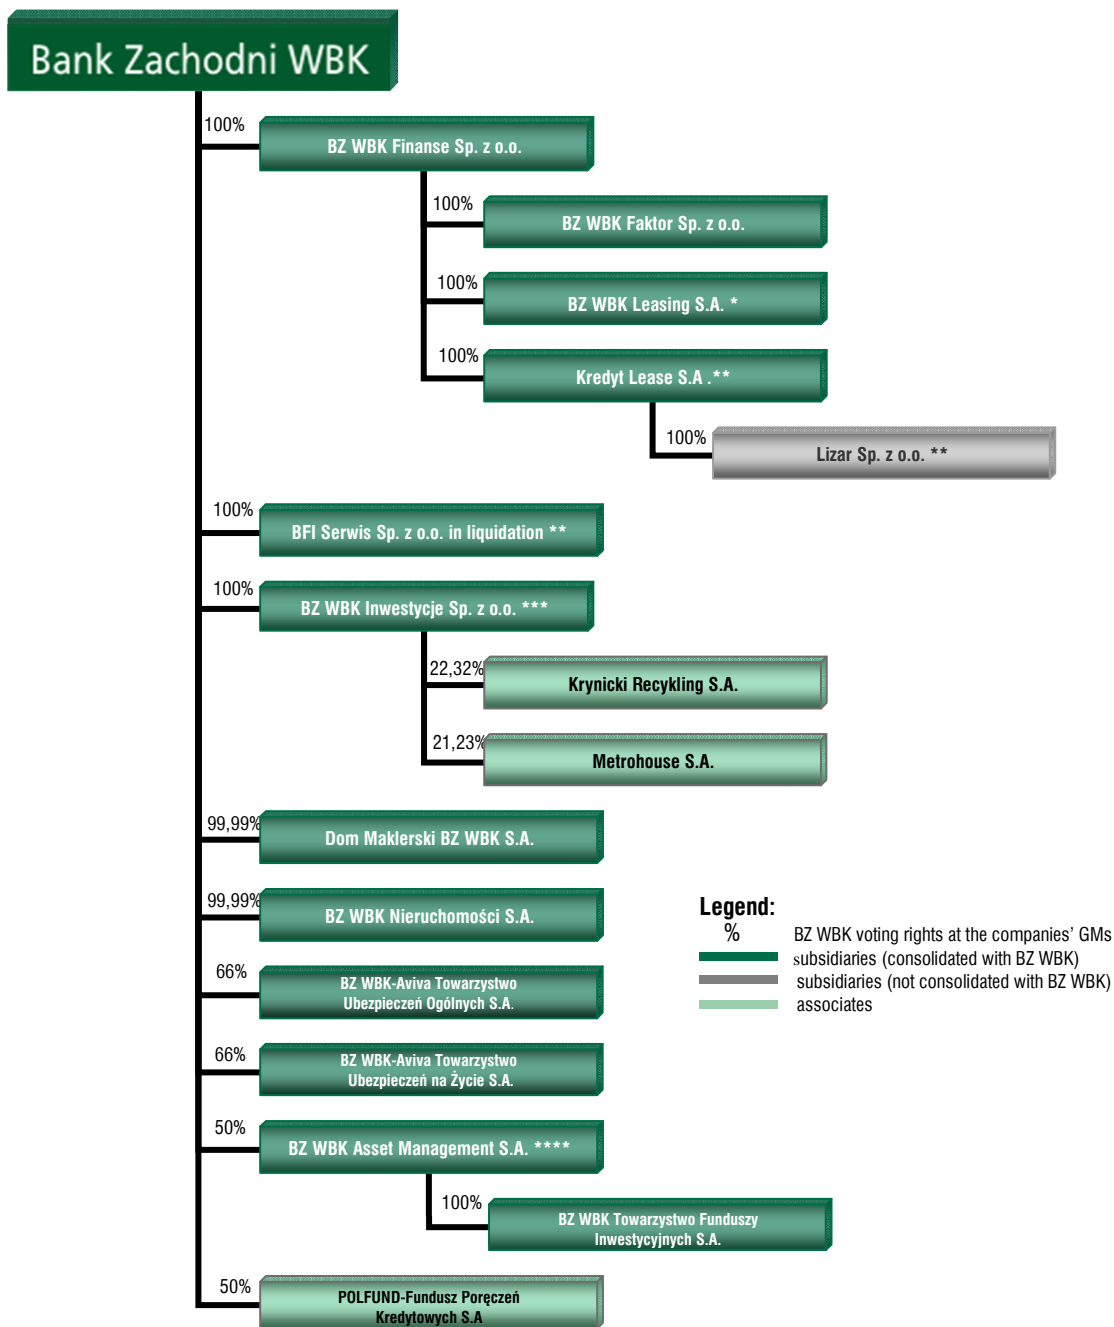 Bank Zachodni WBK
100%
BZ WBK Finanse Sp. z o.o.
100%
BZ WBK Faktor Sp. z o.o.
100%
BZ WBK Leasing S.A. *
100%
Kredyt Lease S.A .**
100%
Lizar Sp. z o.o. **
100%
BFI Serwis Sp. z o.o. in liquidation **
100%
BZ WBK Inwestycje Sp. z o.o. ***
22,32%
Krynicki Recykling S.A.
21,23%
Metrohouse S.A.
99,99%
Dom Maklerski BZ WBK S.A.
99,99%
BZ WBK Nieruchomości S.A.
66%
BZ WBK-Aviva Towarzystwo
Ubezpieczeń Ogólnych S.A.
66%
BZ WBK-Aviva Towarzystwo
Ubezpieczeń na Życie S.A.
50%
BZ WBK Asset Management S.A. ****
100%
BZ WBK Towarzystwo Funduszy
Inwestycyjnych S.A.
50%
POLFUND-Fundusz Poręczeń
Kredytowych S.A
Legend:
% BZ WBK voting rights at the companies' GMs
subsidiaries (consolidated with BZ WBK)
subsidiaries (not consolidated with BZ WBK)
associates